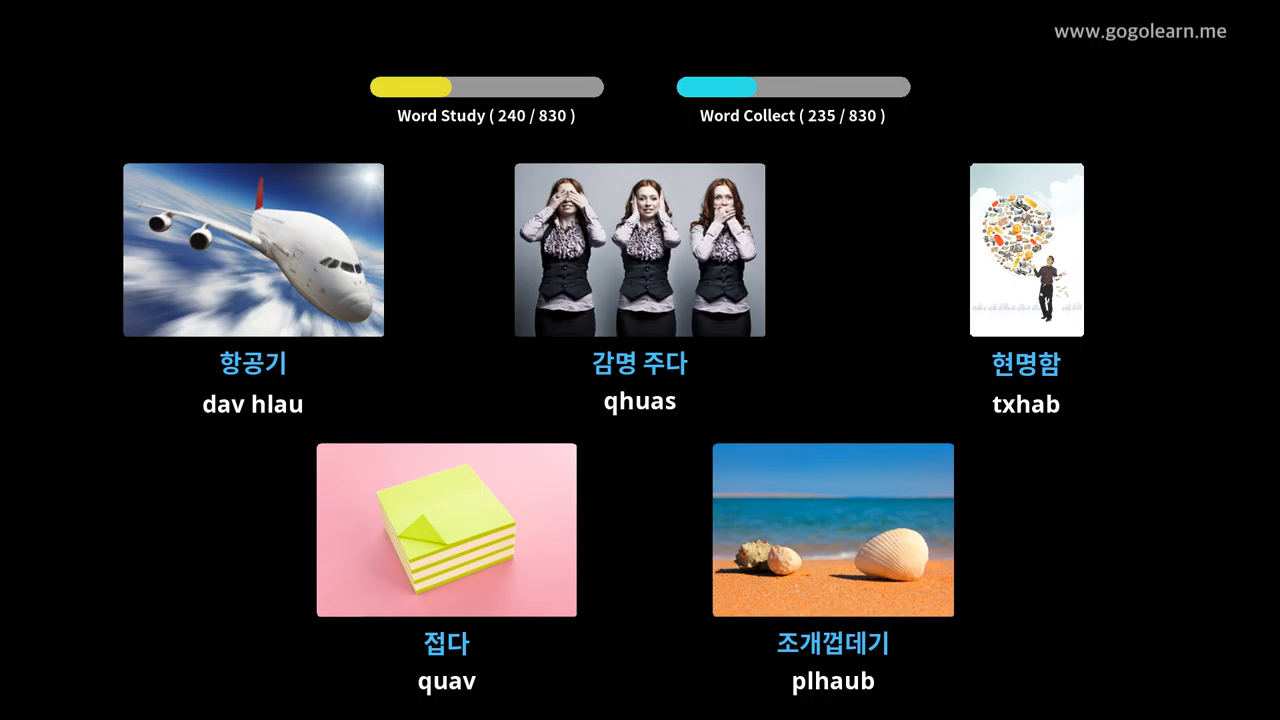 www.gogolearn.me
Word Study ( 240 / 830 )
Word Collect ( 235 / 830 )
항공기
dav hlau
감명 주다
qhuas
현명함
txhab
접다
quav
조개껍데기
plhaub